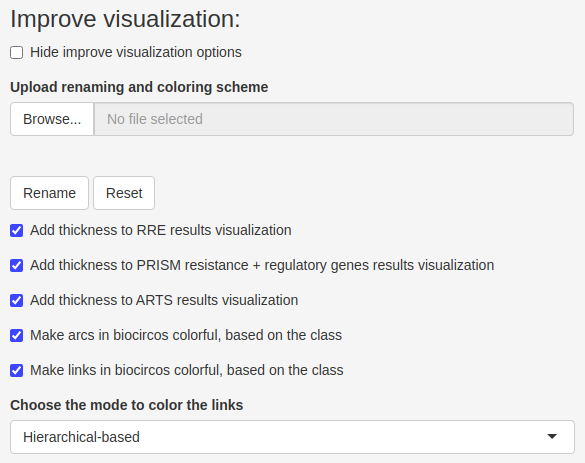 Improve visualization:
Hide improve visualization options
Upload renaming and coloring scheme
Browse... No file selected
Rename Reset
Add thickness to RRE results visualization
Add thickness to PRISM resistance + regulatory genes results visualization
Add thickness to ARTS results visualization
Make arcs in biocircos colorful, based on the class
Make links in biocircos colorful, based on the class
Choose the mode to color the links
Hierarchical-based